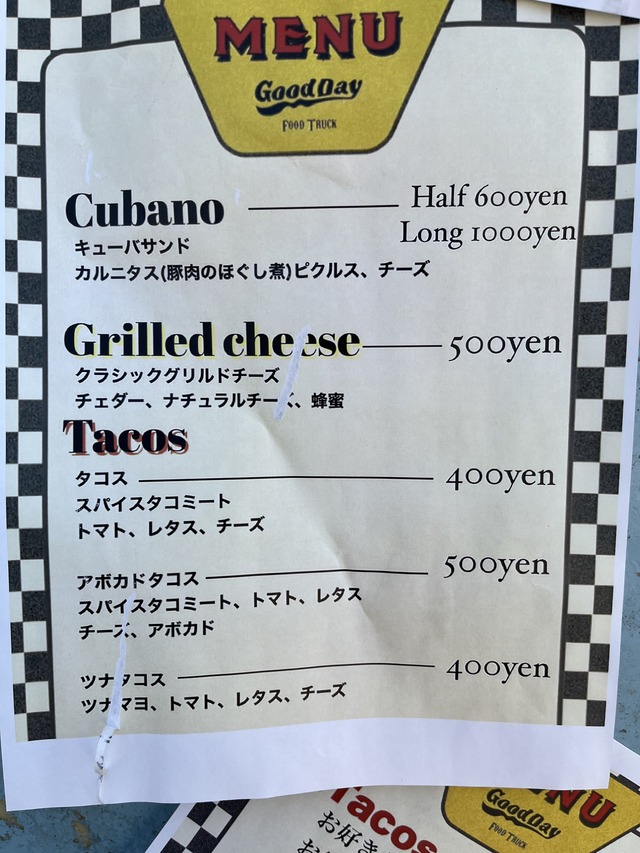 MENU
GoodDay
FOOD TRUCK
Cubano
Half 600yen
Long 1000yen
キューバサンド
カルニタス(豚肉のほぐし煮)ピクルス、チーズ
Grilled cheese
500yen
クラシックグリルドチーズ
チェダー、ナチュラルチーズ、蜂蜜
Tacos
タコス
400yen
スパイスタコミート
トマト、レタス、チーズ
アボカドタコス
500yen
スパイスタコミート、トマト、レタス
チーズ、アボカド
ツナタコス
400yen
ツナマヨ、トマト、レタス、チーズ
NU
GoodDay
FOOD TRUCK
Tacos
お好き